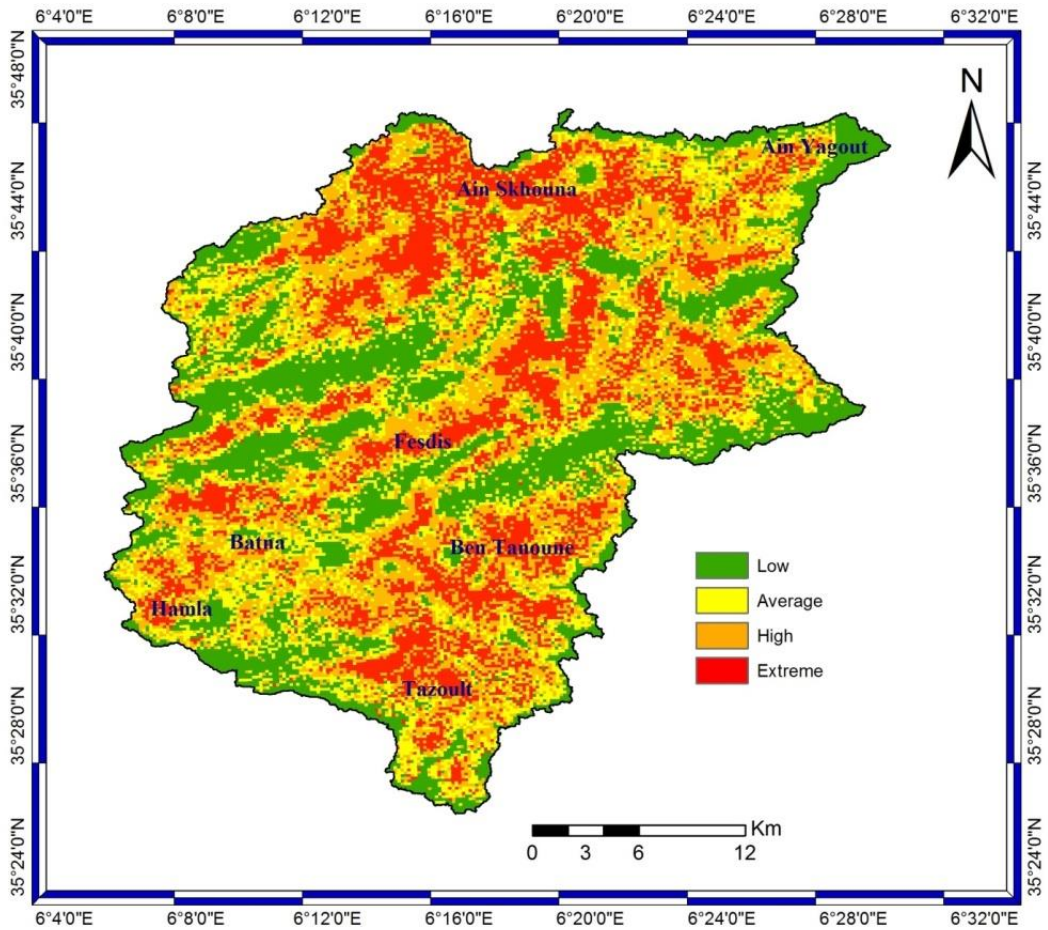 6°4'0"E 6°8'0"E 6°12'0"E 6°16'0"E 6°20'0"E 6°24'0"E 6°28'0"E 6°32'0"E
35°48'0"N
N
Ain Yagout
35°44'0"N 35°44'0"N
Ain Skhouna
35°40'0"N 35°40'0"N
Fesdis
35°36'0"N 35°36'0"N
Batna
Ben Tanoune
Low
35°32'0"N 35°32'0"N
Average
Hamla
High
Extreme
Tazoult
35°28'0"N 35°28'0"N
Km
0 3 6 12
35°24'0"N 35°24'0"N
6°4'0"E 6°8'0"E 6°12'0"E 6°16'0"E 6°20'0"E 6°24'0"E 6°28'0"E 6°32'0"E